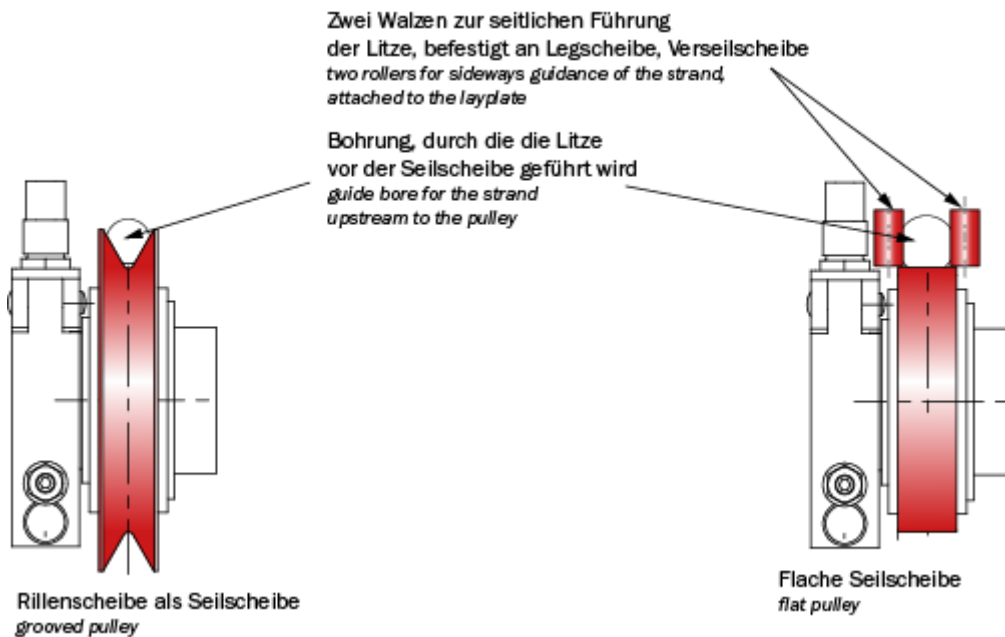 Zwei Walzen zur seitlichen Führung
der Litze, befestigt an Legscheibe, Verseilscheibe
two rollers for sideways guidance of the strand,
attached to the layplate
Bohrung, durch die die Litze
vor der Seilscheibe geführt wird
guide bore for the strand
upstream to the pulley
Rillenscheibe als Seilscheibe
grooved pulley
Flache Seilscheibe
flat pulley